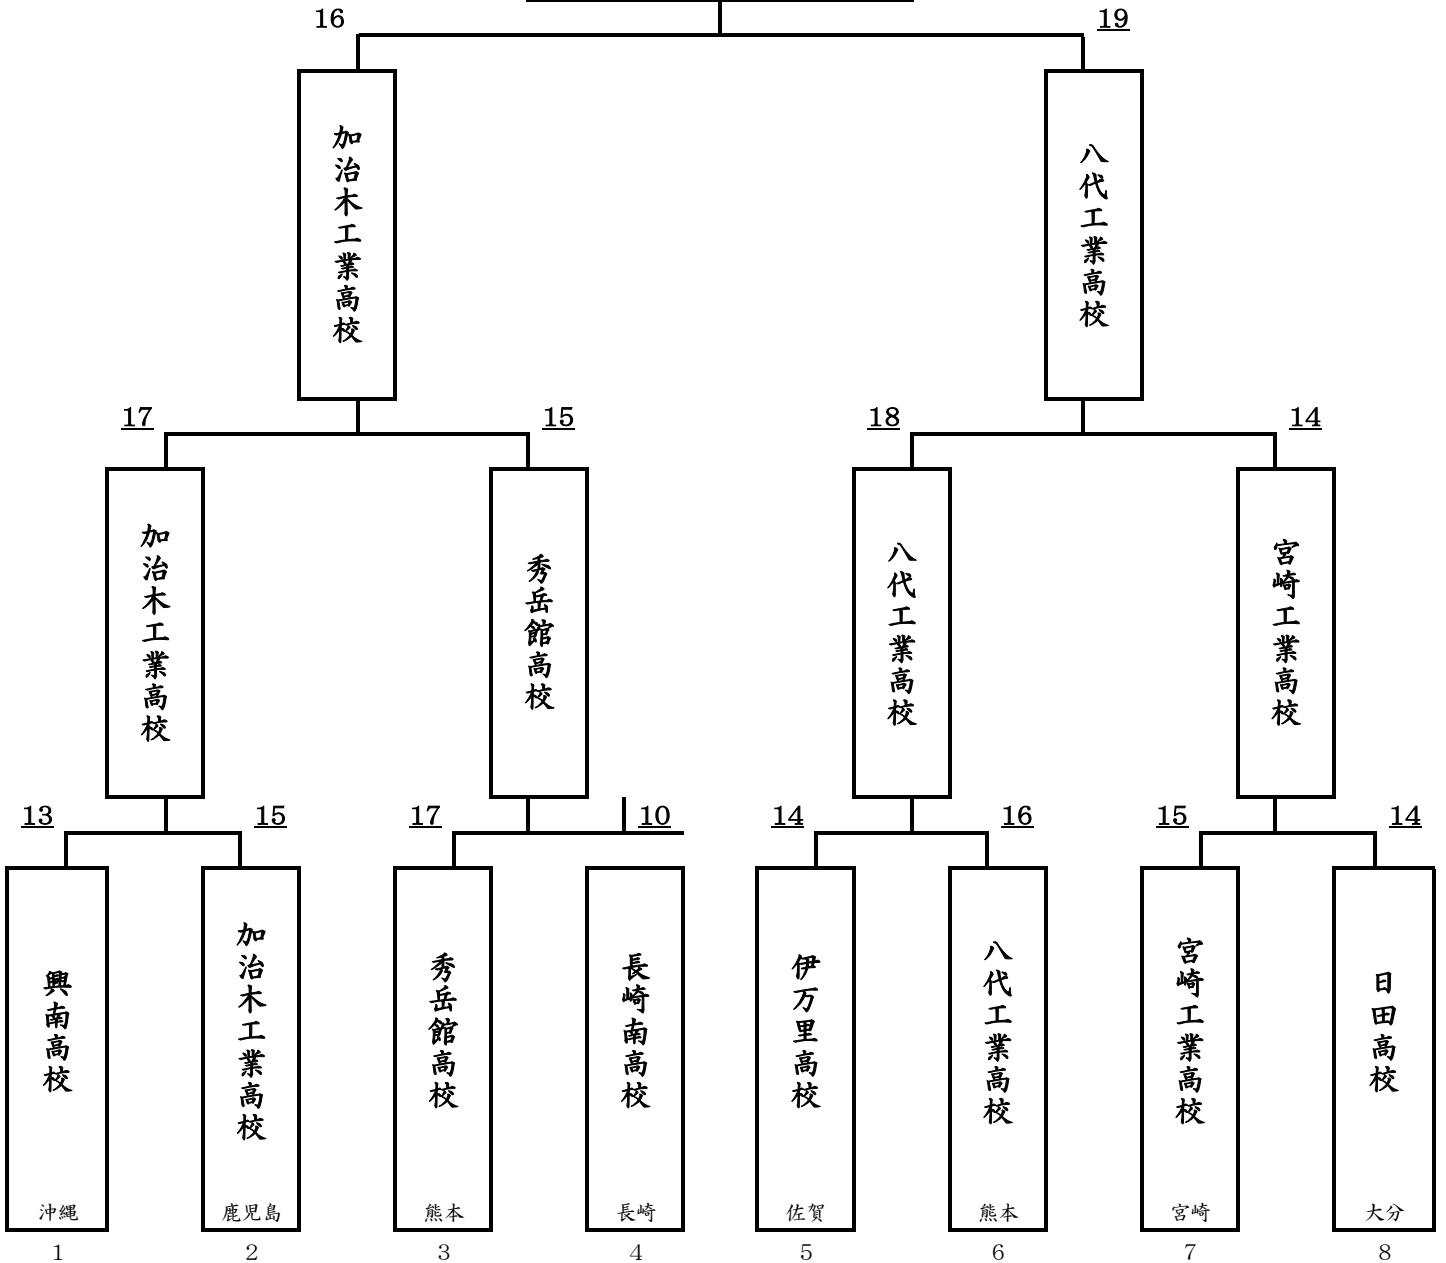 16
19
加治木工業高校
八代工業高校
17
15
18
14
加治木工業高校
秀岳館高校
八代工業高校
宮崎工業高校
13
15
17
10
14
16
15
14
興南高校
加治木工業高校
秀岳館高校
長崎南高校
伊万里高校
八代工業高校
宮崎工業高校
日田高校
沖縄
鹿児島
熊本
長崎
佐賀
熊本
宮崎
大分
1
2
3
4
5
6
7
8